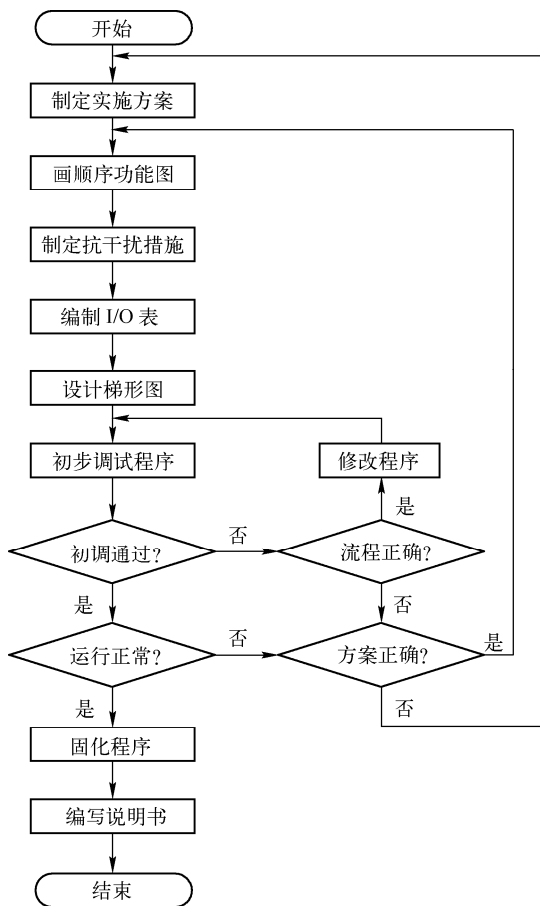 开始
制定实施方案
画顺序功能图
制定抗干扰措施
编制 I/O 表
设计梯形图
初步调试程序
修改程序
是
初调通过?
否
流程正确?
是
否
运行正常?
否
方案正确?
是
是
否
固化程序
编写说明书
结束